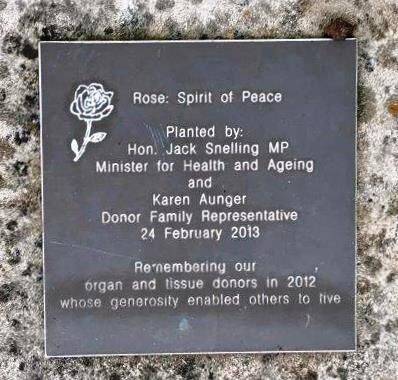 Rose: Spirit of Peace
Planted by:
Hon. Jack Snelling MP
Minister for Health and Ageing
and
Karen Aunger
Donor Family Representative
24 February 2013
Remembering our
organ and tissue donors in 2012
whose generosity enabled others to live